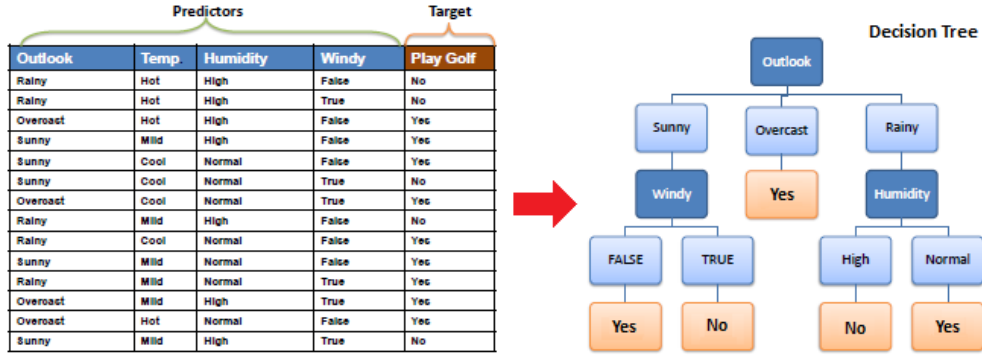 Predictors Target
Outlook Temp Humidity Windy Play Golf
Rainy Hot High False No
Rainy Hot High True No
Overcast Hot High False Yes
Sunny Mild High False Yes
Sunny Cool Normal False Yes
Sunny Cool Normal True No
Overcast Cool Normal True Yes
Rainy Mild High False No
Rainy Cool Normal False Yes
Sunny Mild Normal False Yes
Rainy Mild Normal True Yes
Overcast Mild High True Yes
Overcast Hot Normal False Yes
Sunny Mild High True No
Decision Tree
Outlook
Sunny Overcast Rainy
Windy Yes Humidity
FALSE TRUE High Normal
Yes No No Yes